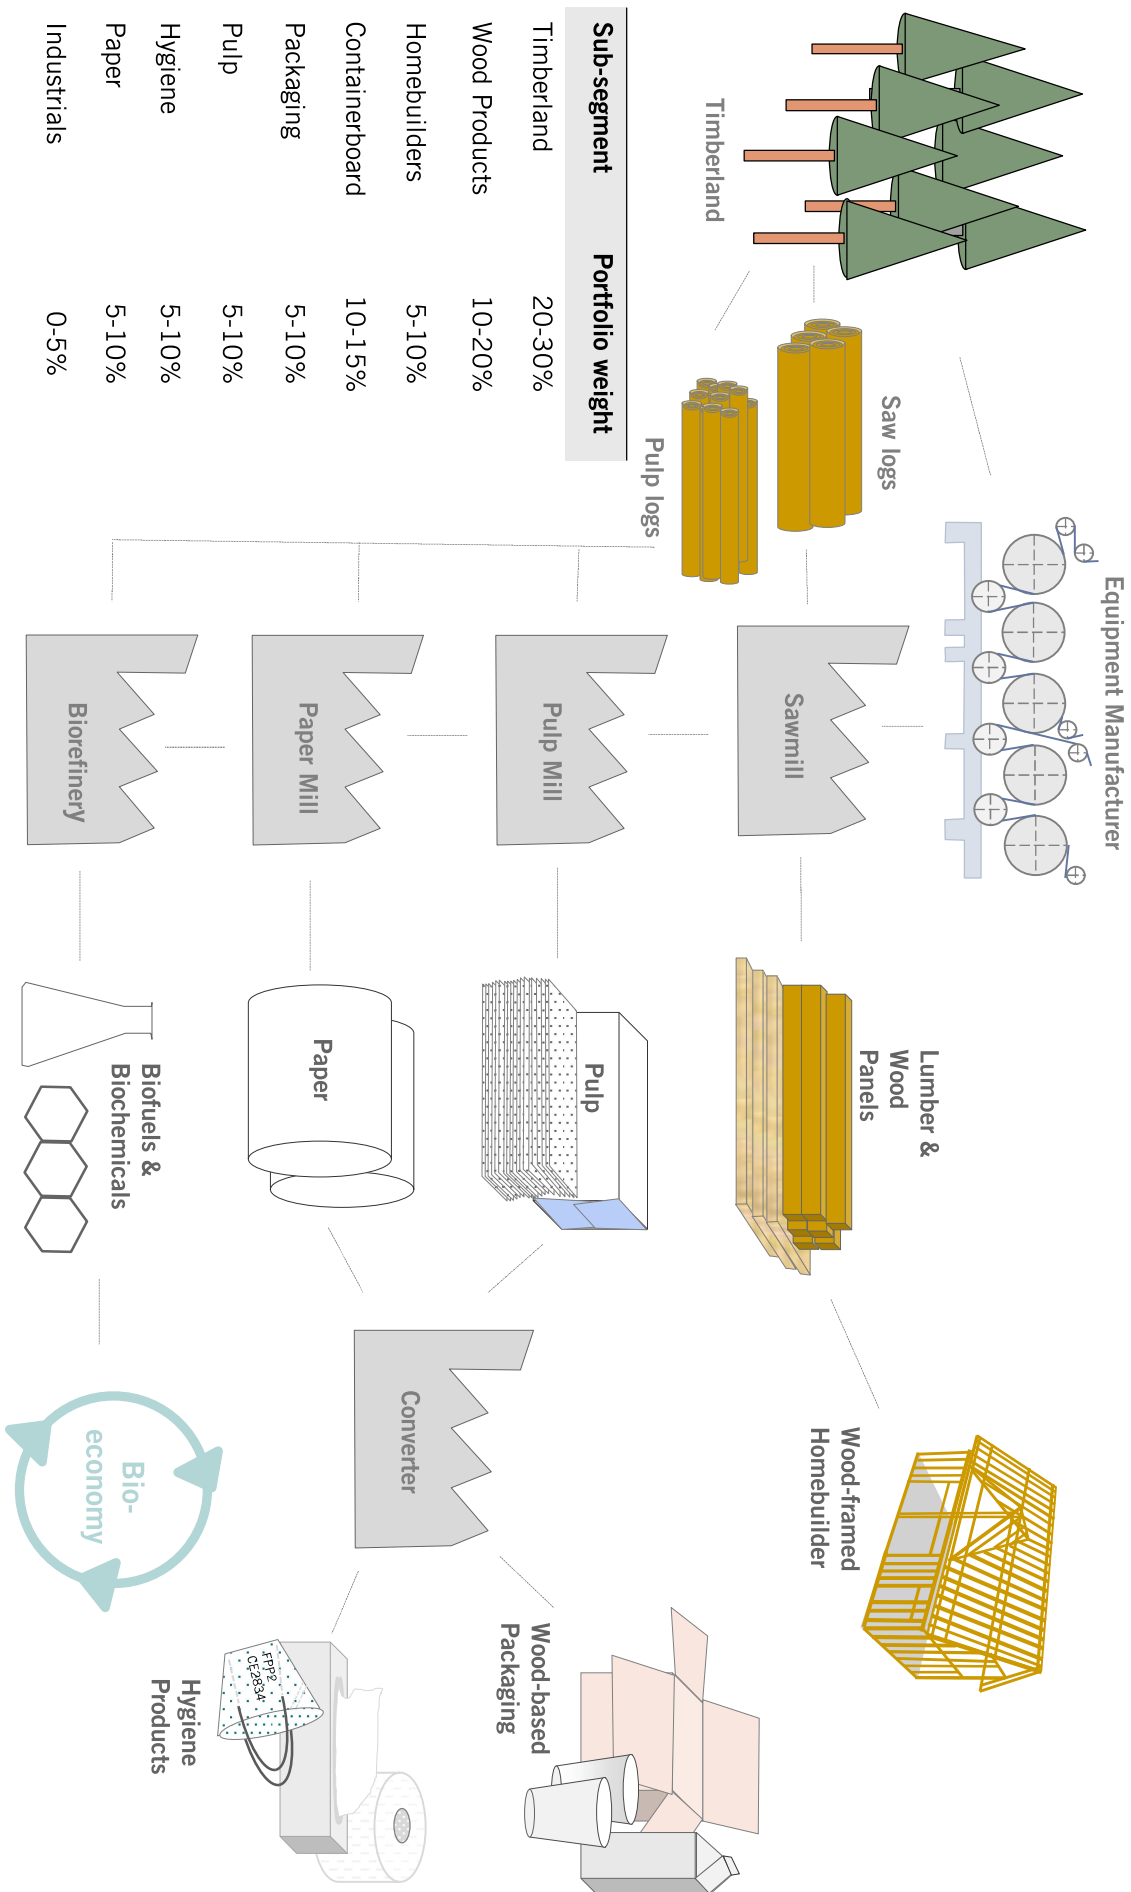 Timberland
Saw logs
Pulp logs
Equipment Manufacturer
Sawmill
Pulp Mill
Paper Mill
Biorefinery
Lumber &
Wood
Panels
Pulp
Paper
Biofuels &
Biochemicals
Wood-framed
Homebuilder
Converter
Bio-
economy
Wood-based
Packaging
Hygiene
Products
FPP2
CE2834
Sub-segment Portfolio weight
Timberland 20-30%
Wood Products 10-20%
Homebuilders 5-10%
Containerboard 10-15%
Packaging 5-10%
Pulp 5-10%
Hygiene 5-10%
Paper 5-10%
Industrials 0-5%